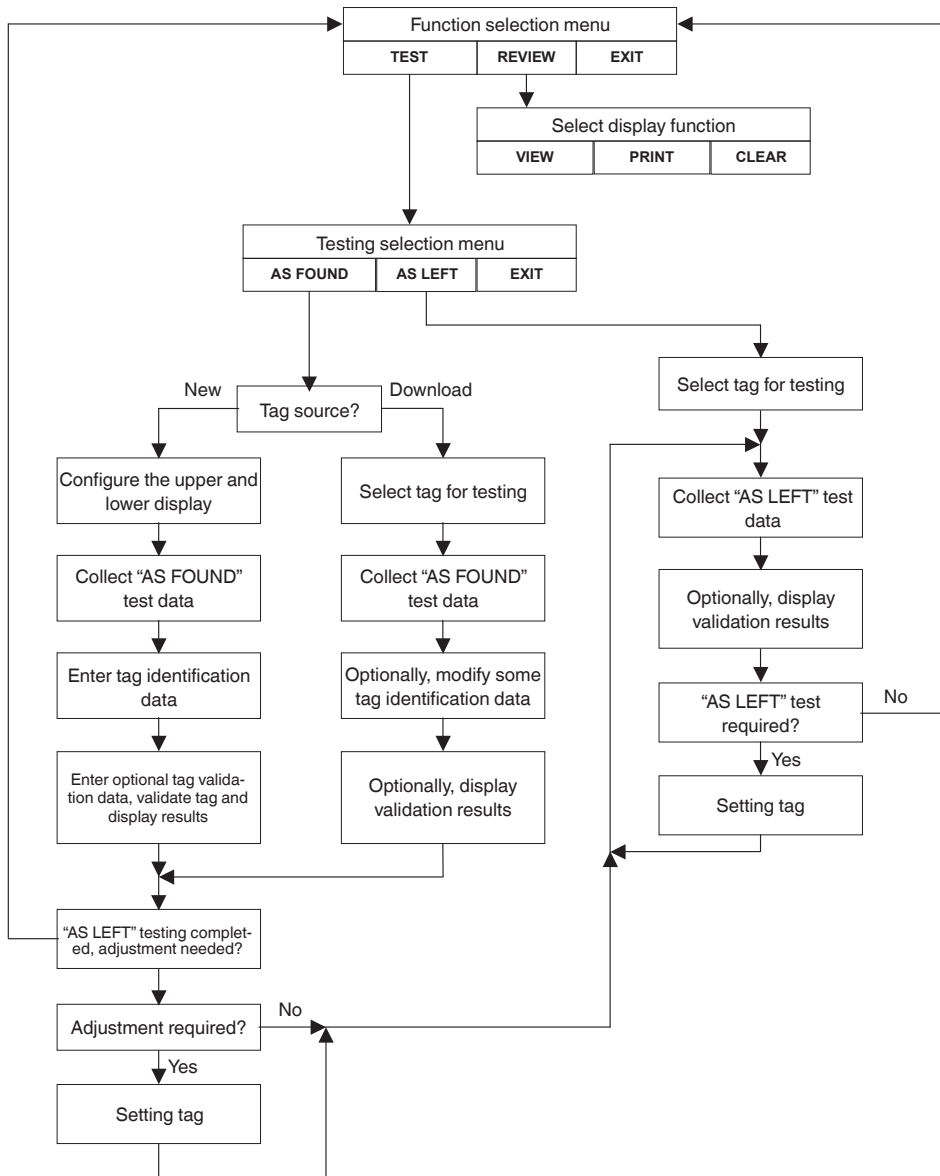 Function selection menu
TEST REVIEW EXIT
Select display function
VIEW PRINT CLEAR
Testing selection menu
AS FOUND AS LEFT EXIT
New
Tag source?
Download
Configure the upper and
lower display
Collect “AS FOUND”
test data
Enter tag identification
data
Enter optional tag valida-
tion data, validate tag and
display results
Select tag for testing
Collect “AS FOUND”
test data
Optionally, modify some
tag identification data
Optionally, display
validation results
“AS LEFT” testing complet-
ed, adjustment needed?
Adjustment required?
No
Yes
Setting tag
Select tag for testing
Collect “AS LEFT” test
data
Optionally, display
validation results
“AS LEFT” test
required?
No
Yes
Setting tag